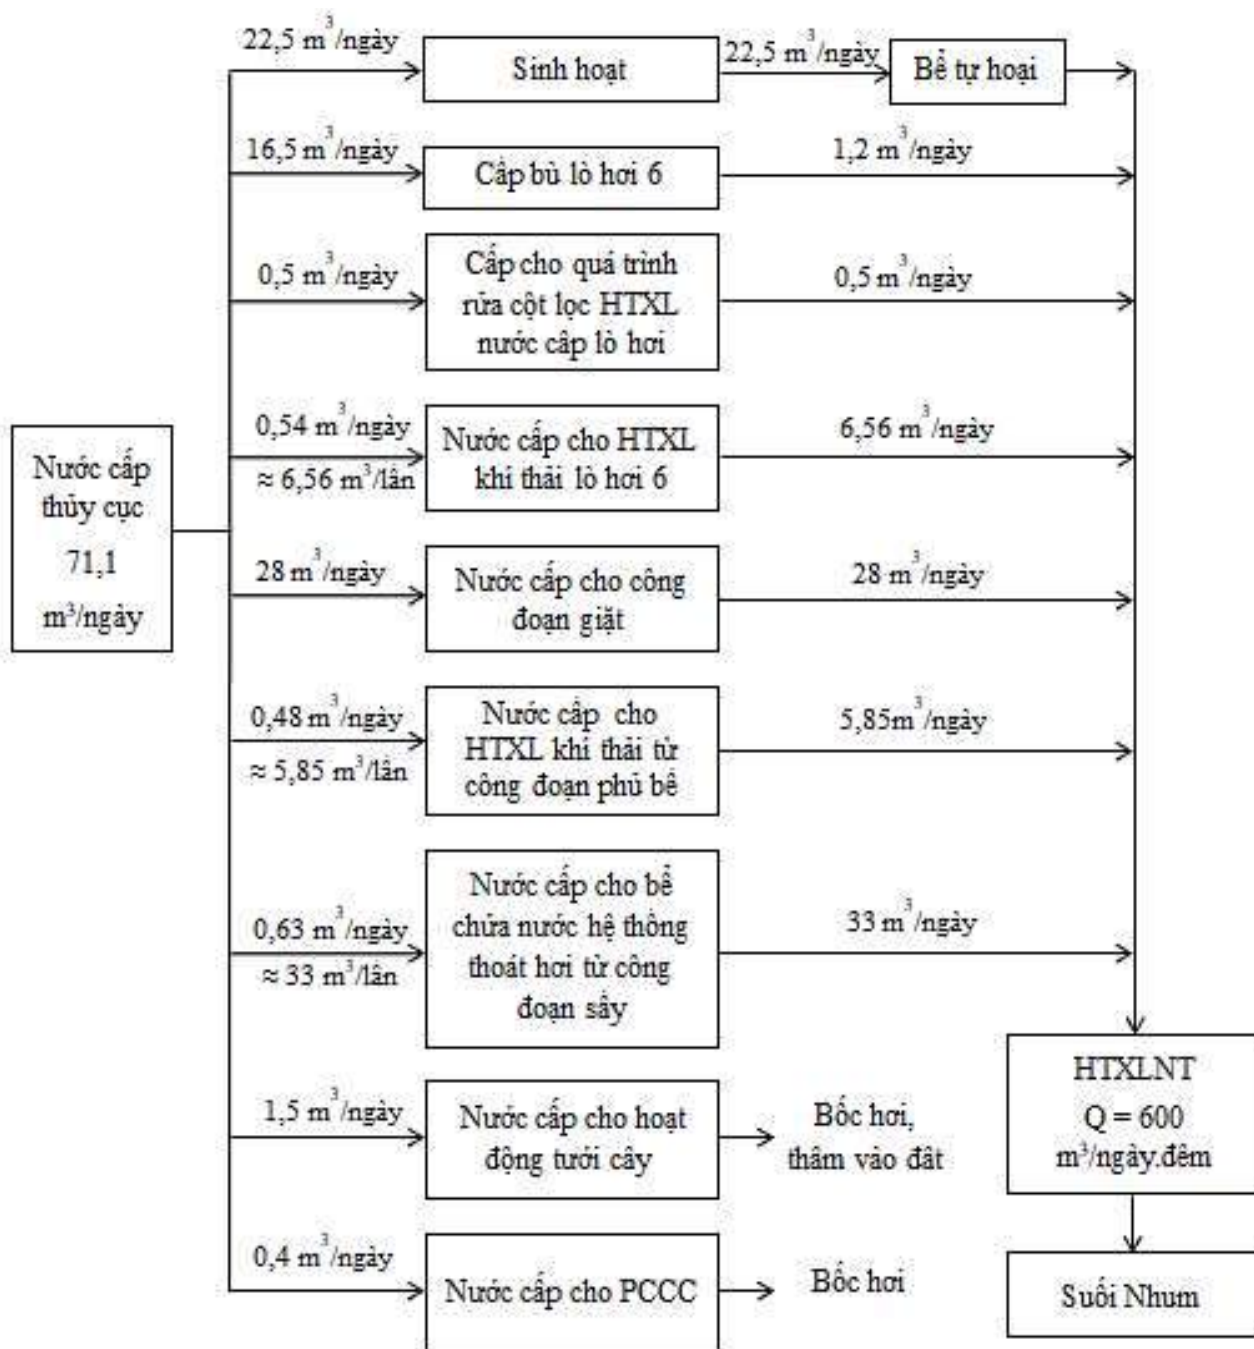 22,5 m³/ngày
Sinh hoạt
22,5 m³/ngày
Bể tự hoại
16,5 m³/ngày
Cấp bù lò hơi 6
1,2 m³/ngày
0,5 m³/ngày
Cấp cho quá trình
rửa cột lọc HTXL
nước cấp lò hơi
0,5 m³/ngày
Nước cấp
thủy cục
71,1
m³/ngày
0,54 m³/ngày
≈ 6,56 m³/lần
Nước cấp cho HTXL
khí thải lò hơi 6
6,56 m³/ngày
28 m³/ngày
Nước cấp cho công
đoạn giặt
28 m³/ngày
0,48 m³/ngày
≈ 5,85 m³/lần
Nước cấp cho
HTXL khí thải từ
công đoạn phủ bề
5,85m³/ngày
0,63 m³/ngày
≈ 33 m³/lần
Nước cấp cho bể
chứa nước hệ thống
thoát hơi từ công
đoạn sấy
33 m³/ngày
1,5 m³/ngày
Nước cấp cho hoạt
động tưới cây
Bốc hơi,
thấm vào đất
HTXLNT
Q = 600
m³/ngày.đêm
0,4 m³/ngày
Nước cấp cho PCCC
Bốc hơi
Suối Nhum